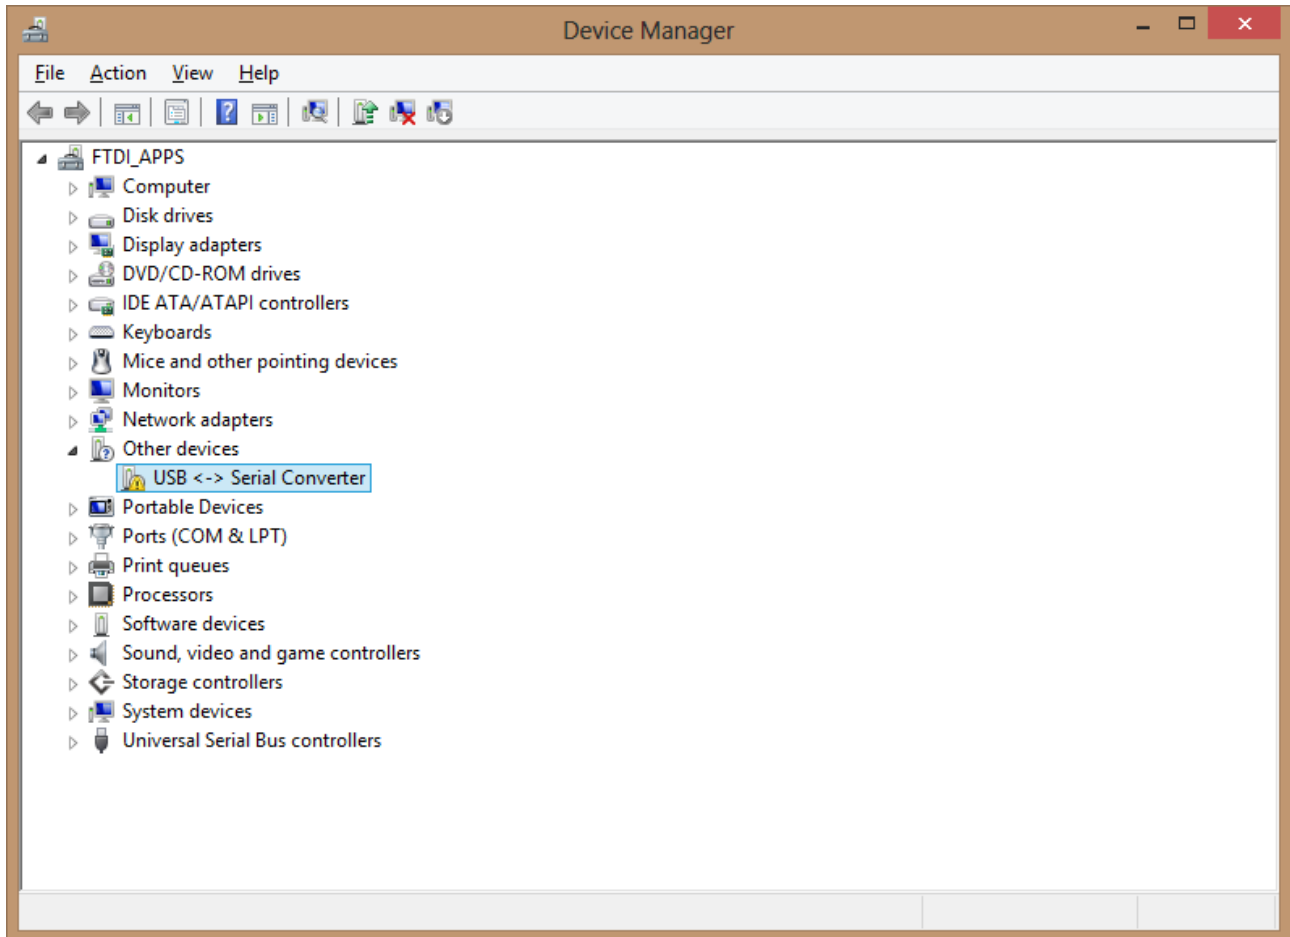 Device Manager
File Action View Help
FTDI_APPS
Computer
Disk drives
Display adapters
DVD/CD-ROM drives
IDE ATA/ATAPI controllers
Keyboards
Mice and other pointing devices
Monitors
Network adapters
Other devices
USB <-> Serial Converter
Portable Devices
Ports (COM & LPT)
Print queues
Processors
Software devices
Sound, video and game controllers
Storage controllers
System devices
Universal Serial Bus controllers